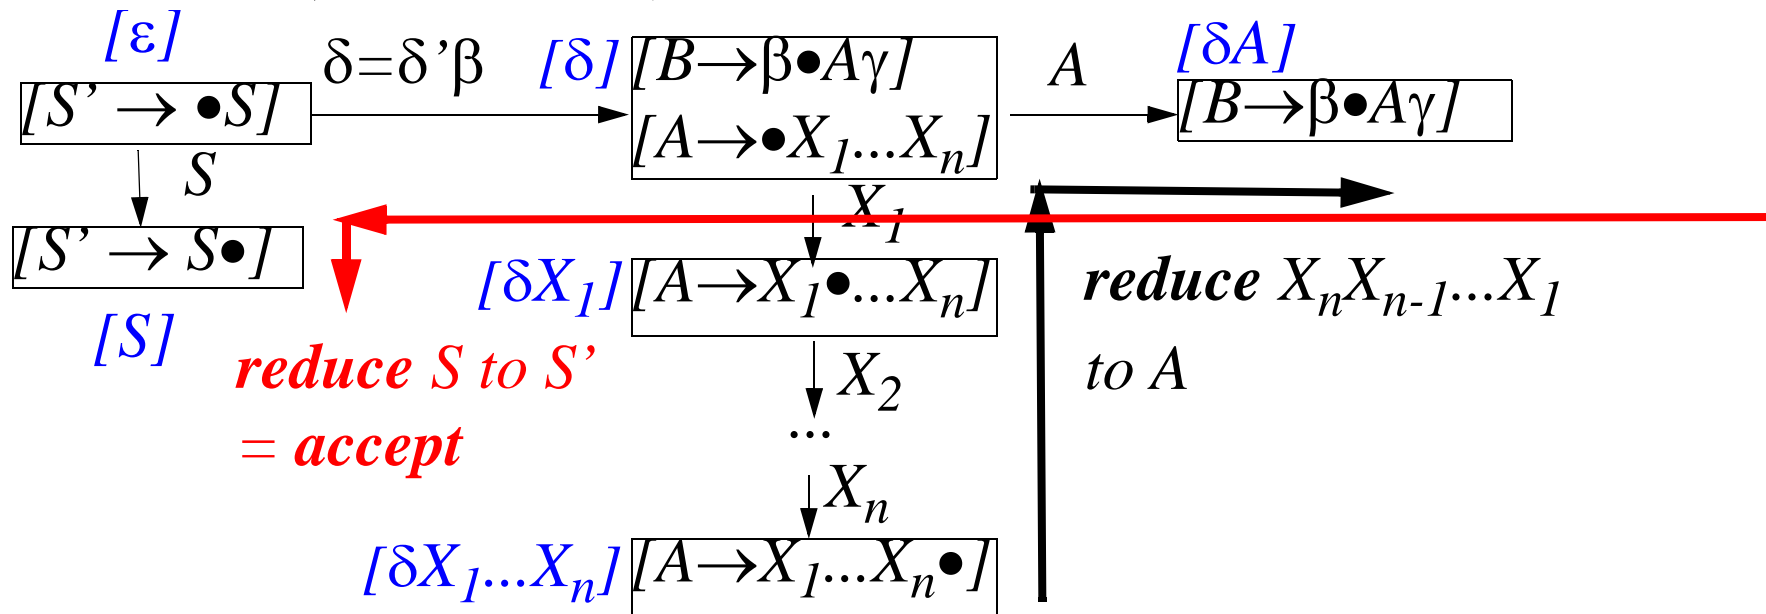 [ε]
δ=δ’β
[δ]
[B→β●Aγ]
A
[δA]
[S’ → ●S]
[A→●X1...Xn]
[B→β●Aγ]
S
X1
[S’ → S●]
[δX1]
[A→X1●...Xn]
reduce XnXn-1...X1
to A
[S]
reduce S to S’
= accept
X2
...
Xn
[δX1...Xn]
[A→X1...Xn●]